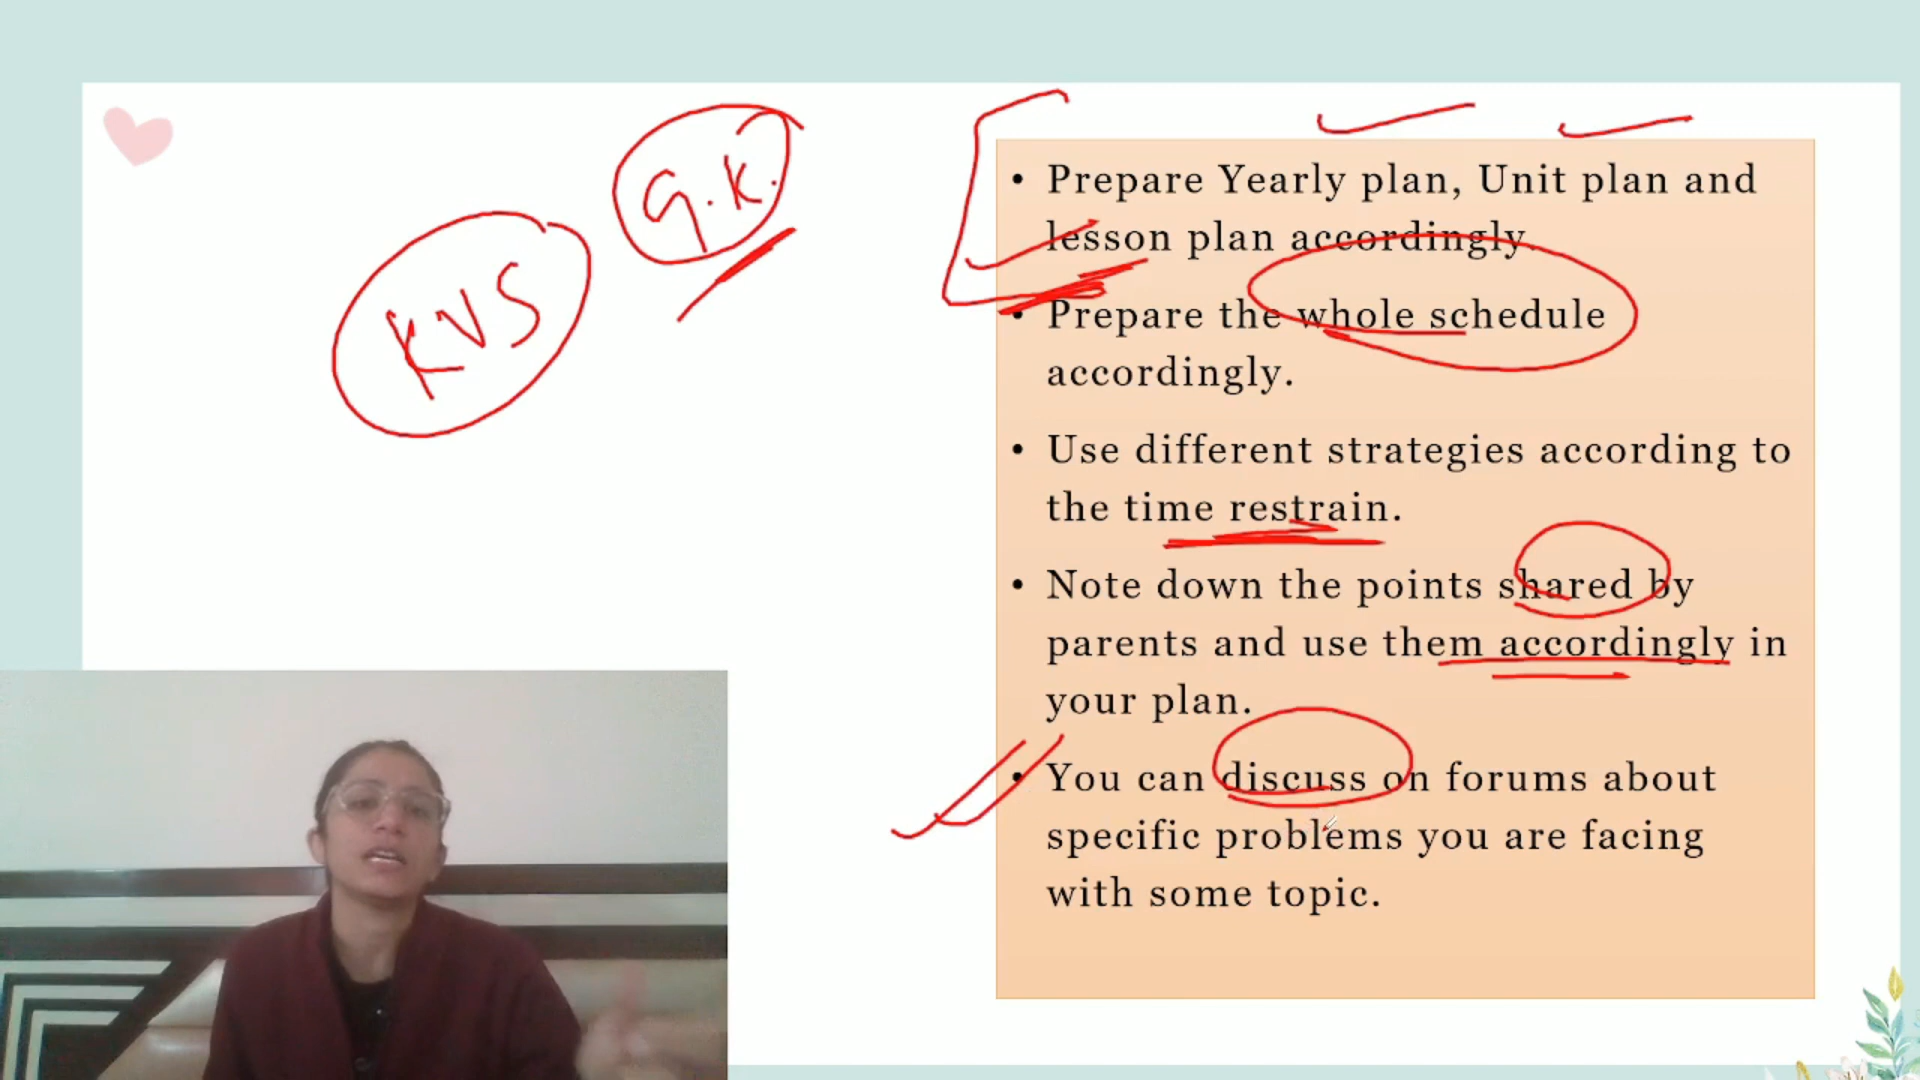 G.K.
KVS
• Prepare Yearly plan, Unit plan and
lesson plan accordingly.
• Prepare the whole schedule
accordingly.
• Use different strategies according to
the time restrain.
• Note down the points shared by
parents and use them accordingly in
your plan.
• You can discuss on forums about
specific problems you are facing
with some topic.